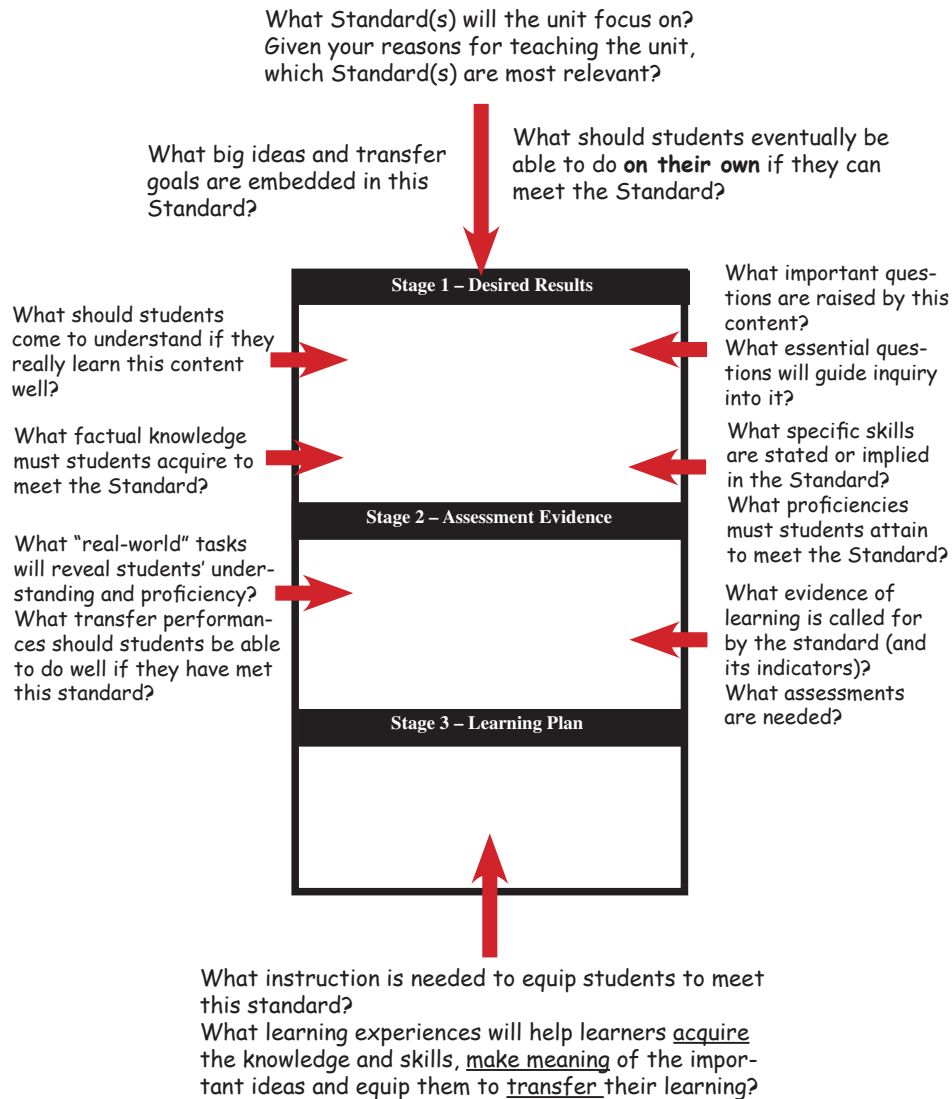 What Standard(s) will the unit focus on?
Given your reasons for teaching the unit,
which Standard(s) are most relevant?
What big ideas and transfer
goals are embedded in this
Standard?
What should students eventually be
able to do on their own if they can
meet the Standard?
Stage 1 – Desired Results
What should students
come to understand if they
really learn this content
well?
What important ques-
tions are raised by this
content?
What essential ques-
tions will guide inquiry
into it?
What factual knowledge
must students acquire to
meet the Standard?
What specific skills
are stated or implied
in the Standard?
What proficiencies
must students attain
to meet the Standard?
Stage 2 – Assessment Evidence
What “real-world” tasks
will reveal students’ under-
standing and proficiency?
What transfer performan-
ces should students be able
to do well if they have met
this standard?
What evidence of
learning is called for
by the standard (and
its indicators)?
What assessments
are needed?
Stage 3 – Learning Plan
What instruction is needed to equip students to meet
this standard?
What learning experiences will help learners acquire
the knowledge and skills, make meaning of the impor-
tant ideas and equip them to transfer their learning?